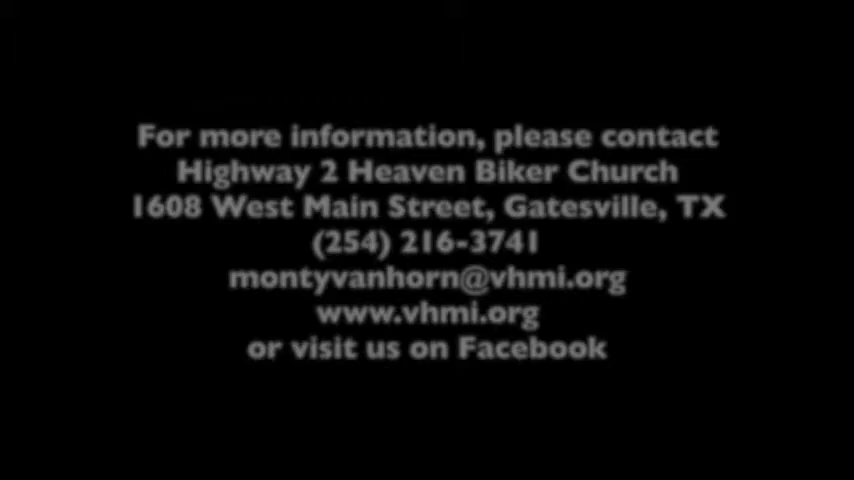 For more information, please contact
Highway 2 Heaven Biker Church
1608 West Main Street, Gatesville, TX
(254) 216-3741
montyvanhorn@vhmi.org
www.vhmi.org
or visit us on Facebook